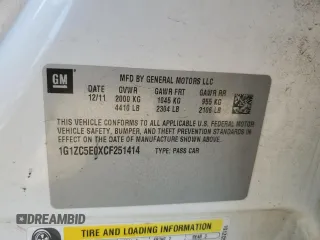 GM
MFD BY GENERAL MOTORS LLC
DATE GVWR GAWR FRT GAWR RR
12/11 2000 KG 1045 KG 955 KG
4410 LB 2304 LB 2106 LB
THIS VEHICLE CONFORMS TO ALL APPLICABLE U.S. FEDERAL MOTOR VEHICLE
SAFETY, BUMPER, AND THEFT PREVENTION STANDARDS IN
EFFECT ON THE DATE OF MANUFACTURE SHOWN ABOVE.
1G1ZC5E0XCF251414 TYPE: PASS CAR
TIRE AND LOADING INFORMATION